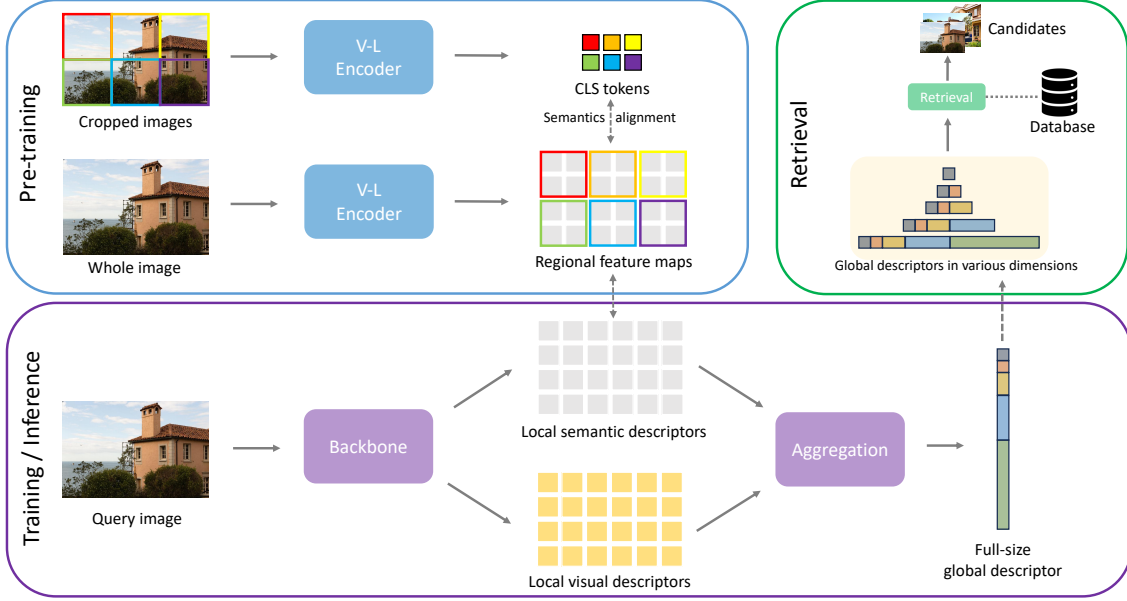 Pre-training
Cropped images
V-L
Encoder
CLS tokens
Semantics alignment
Whole image
V-L
Encoder
Regional feature maps
Retrieval
Candidates
Retrieval
Database
Global descriptors in various dimensions
Training / Inference
Query image
Backbone
Local semantic descriptors
Local visual descriptors
Aggregation
Full-size
global descriptor